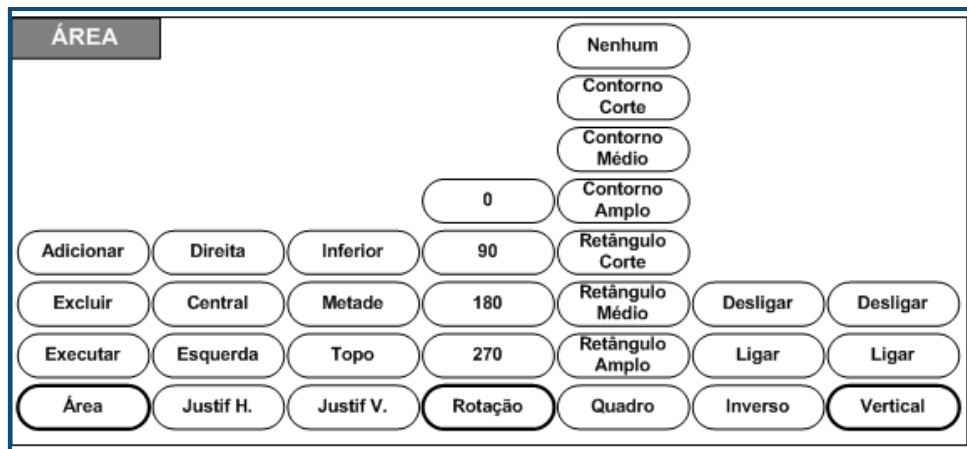 ÁREA
Nenhum
Contorno
Corte
Contorno
Médio
0
Contorno
Amplo
Adicionar
Direita
Inferior
90
Retângulo
Corte
Excluir
Central
Metade
180
Retângulo
Médio
Desligar
Desligar
Executar
Esquerda
Topo
270
Retângulo
Amplo
Ligar
Ligar
Área
Justif H.
Justif V.
Rotação
Quadro
Inverso
Vertical